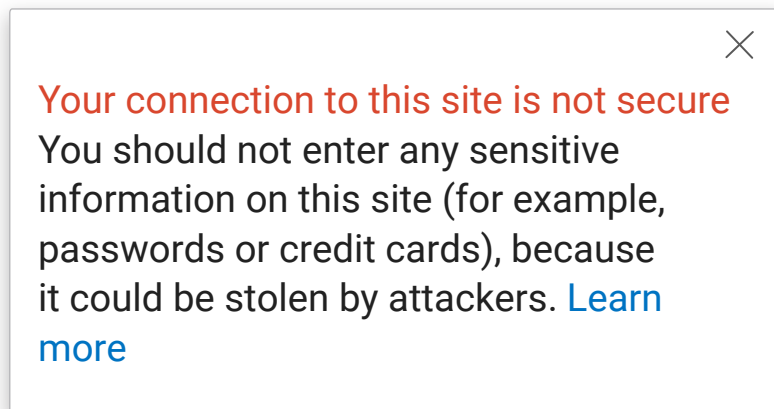 Your connection to this site is not secure
You should not enter any sensitive
information on this site (for example,
passwords or credit cards), because
it could be stolen by attackers. Learn
more